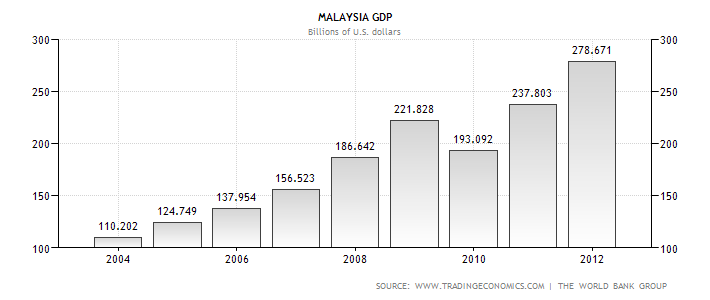 MALAYSIA GDP
Billions of U.S. dollars
300 300
278.671
250 250
237.803
221.828
200 193.092 200
186.642
156.523
150 150
137.954
124.749
110.202
100 100
2004 2006 2008 2010 2012
SOURCE: WWW.TRADINGECONOMICS.COM | THE WORLD BANK GROUP